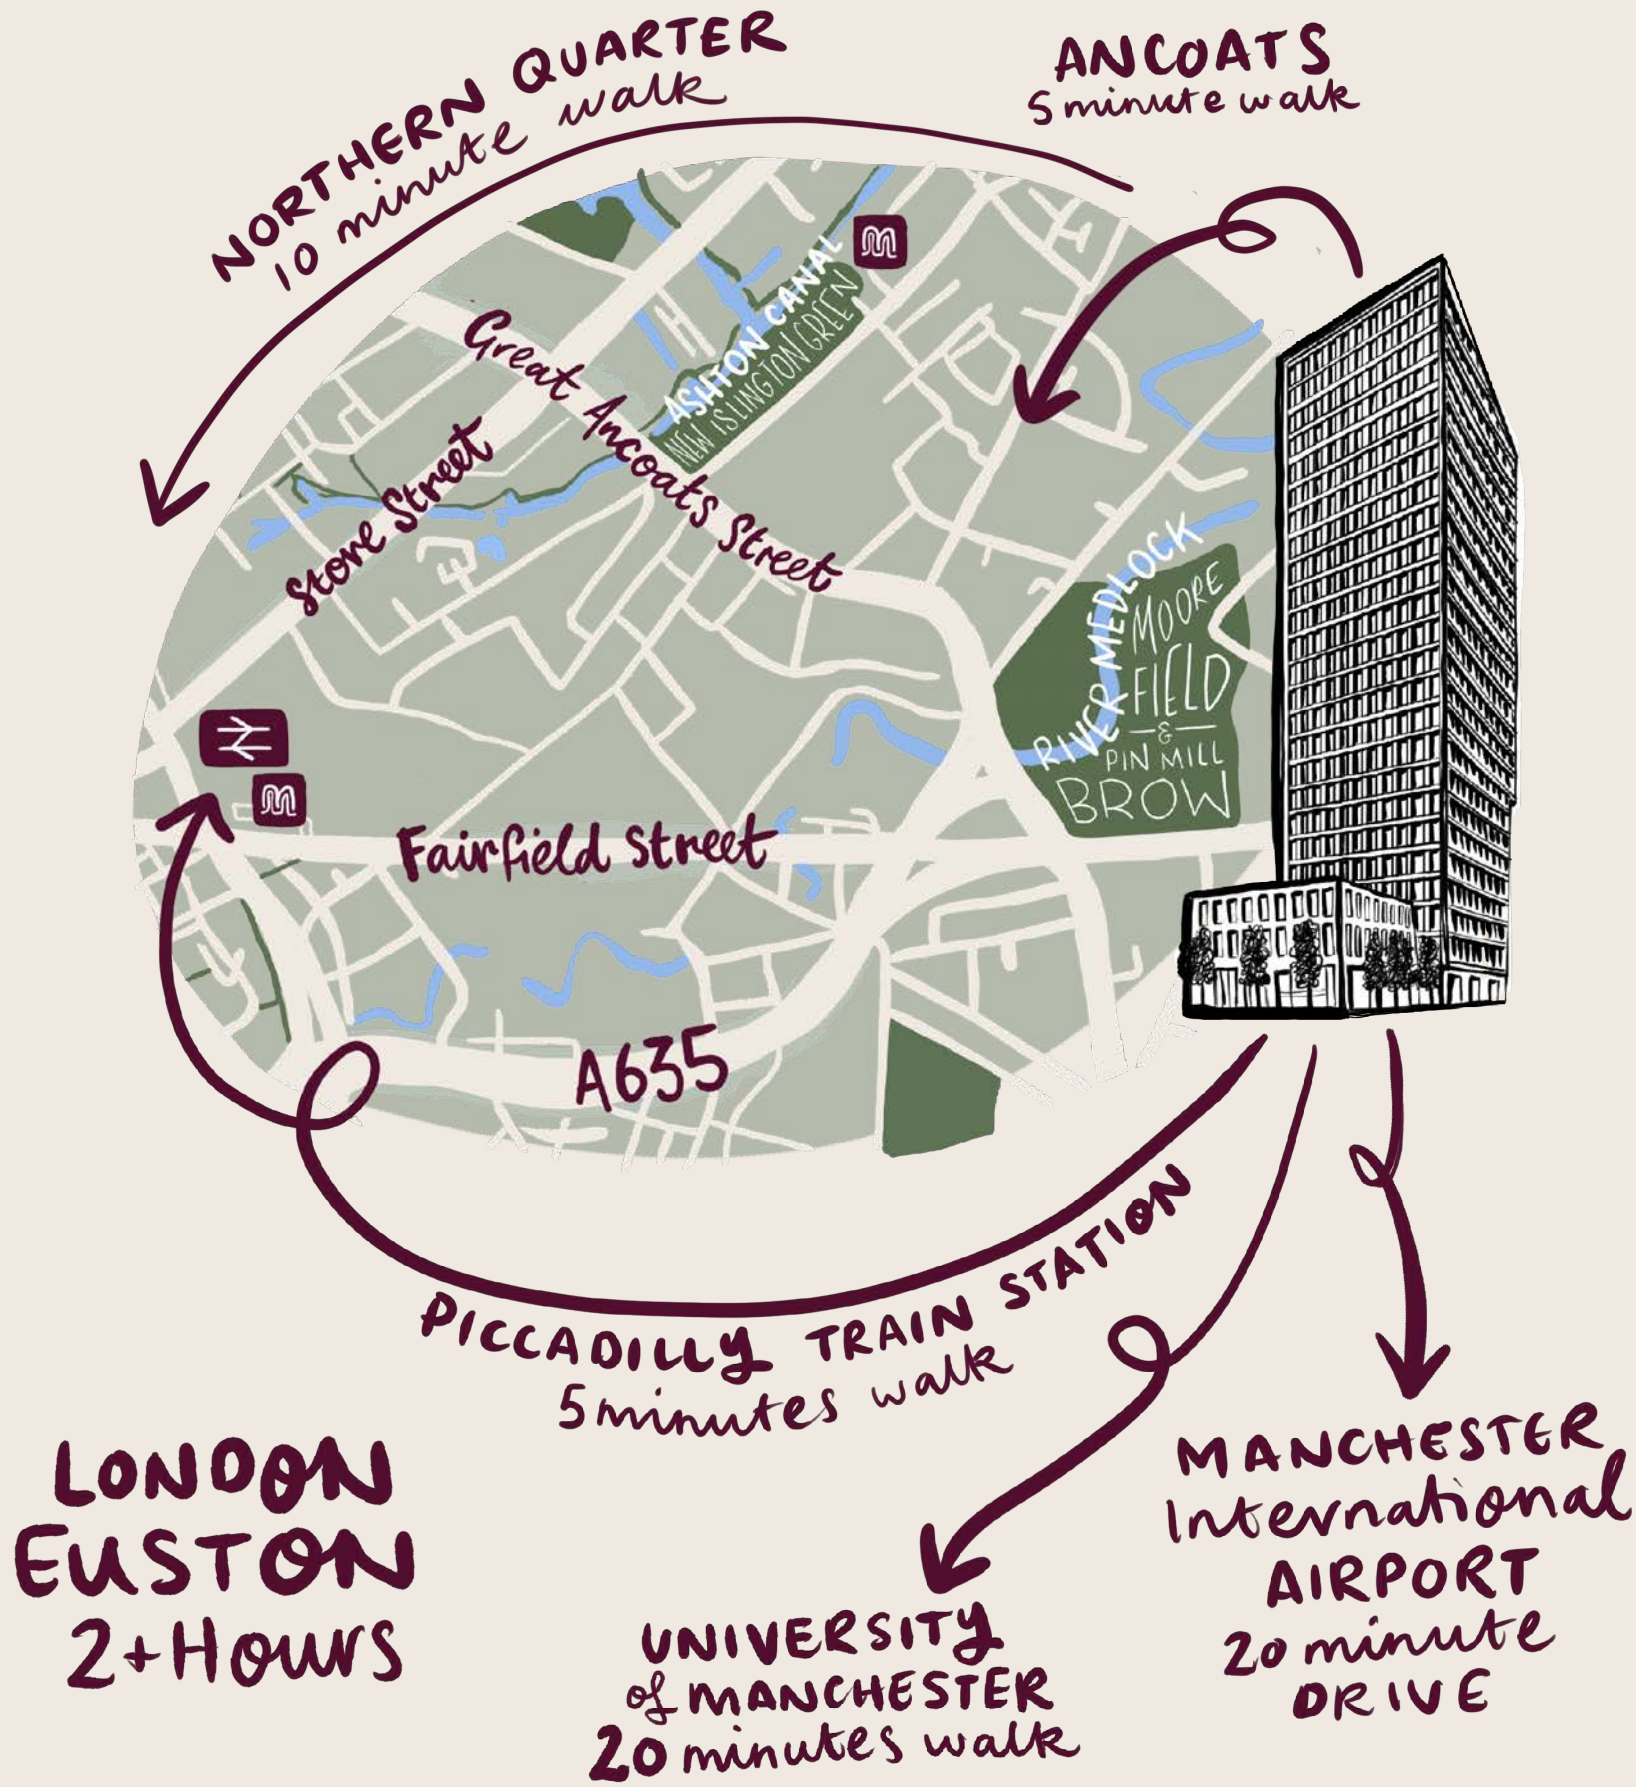 NORTHERN QUARTER
10 minute walk
ANCOATS
5 minute walk
ASHTON CANAL
NEW ISLINGTON GREEN
Great Ancoats Street
Store Street
RIVER MEDLOCK
MOORE
FIELD
&
PIN MILL
BROW
Fairfield Street
A635
PICCADILLY TRAIN STATION
5 minutes walk
LONDON
EUSTON
2+Hours
UNIVERSITY
of MANCHESTER
20 minutes walk
MANCHESTER
International
AIRPORT
20 minute
DRIVE